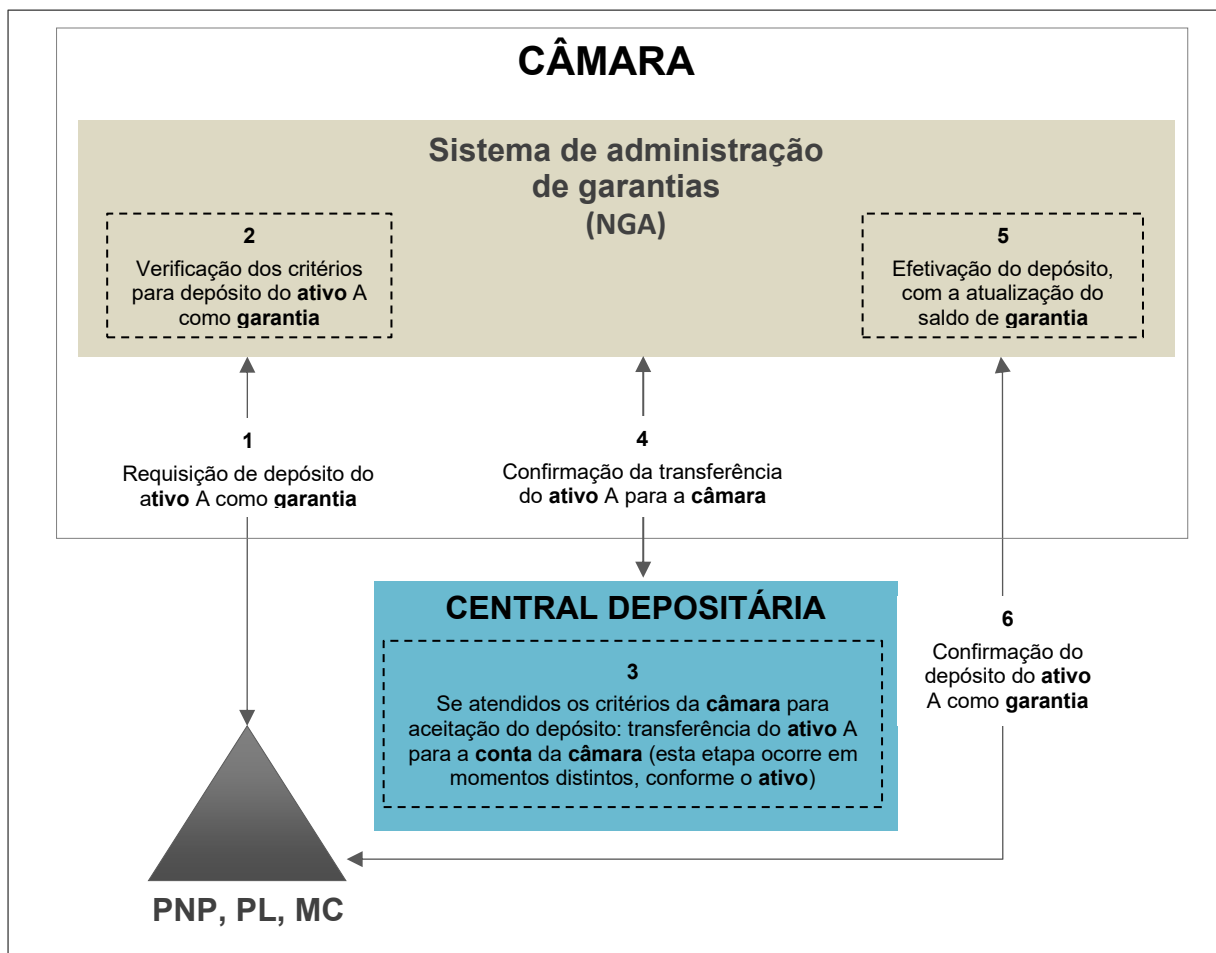 CÂMARA
Sistema de administração
de garantias
(NGA)
2
Verificação dos critérios
para depósito do ativo A
como garantia
5
Efetivação do depósito,
com a atualização do
saldo de garantia
1
Requisição de depósito do
ativo A como garantia
4
Confirmação da transferência
do ativo A para a câmara
CENTRAL DEPOSITÁRIA
3
Se atendidos os critérios da câmara para
aceitação do depósito: transferência do ativo A
para a conta da câmara (esta etapa ocorre em
momentos distintos, conforme o ativo)
6
Confirmação do
depósito do ativo
A como garantia
PNP, PL, MC